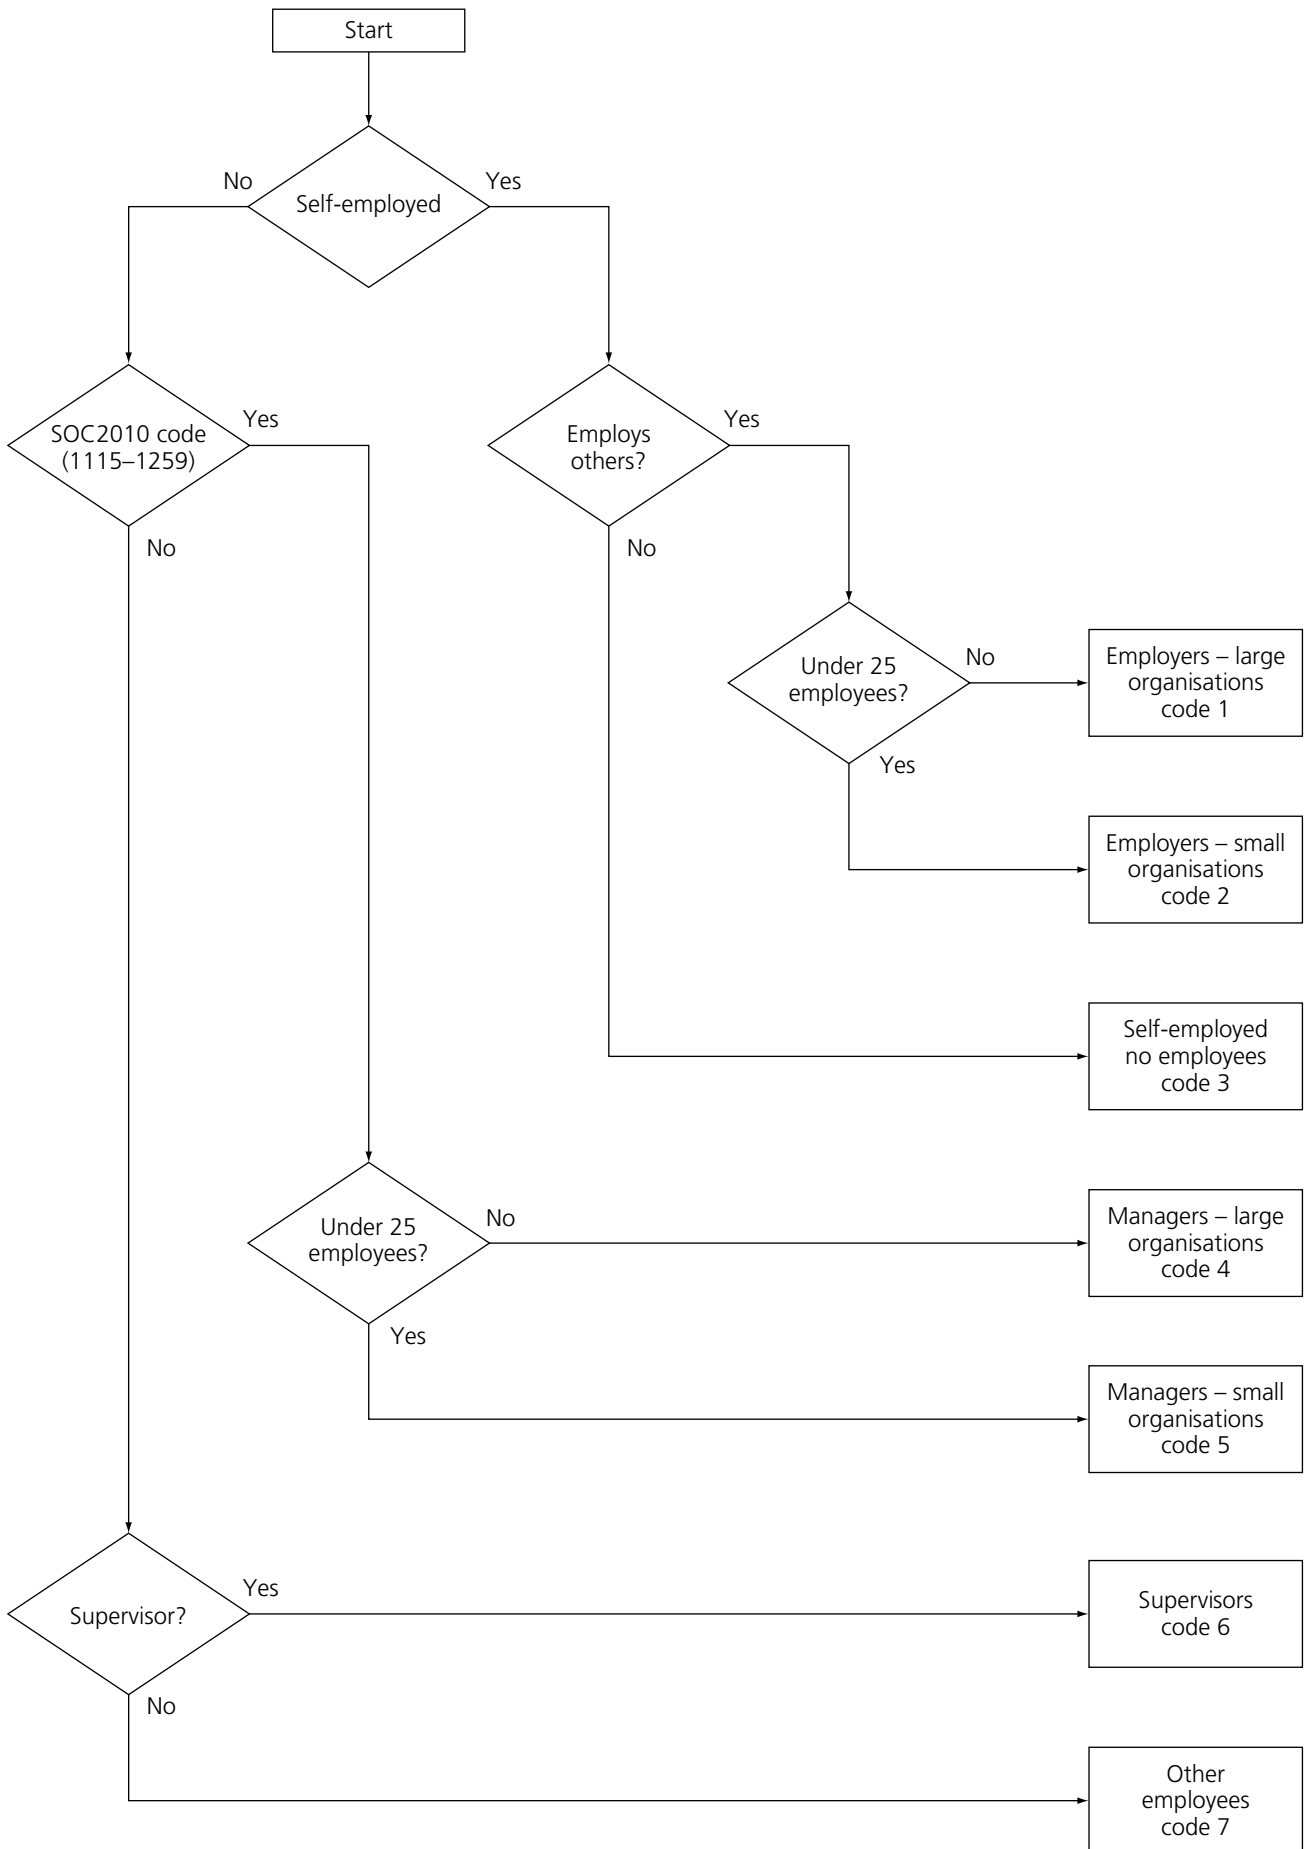 Start
No
Yes
Self-employed
SOC2010 code
(1115–1259)
Yes
No
Employs
others?
Yes
No
Under 25
employees?
No
Yes
Employers – large
organisations
code 1
Employers – small
organisations
code 2
Self-employed
no employees
code 3
Under 25
employees?
No
Yes
Managers – large
organisations
code 4
Managers – small
organisations
code 5
Supervisor?
Yes
No
Supervisors
code 6
Other
employees
code 7